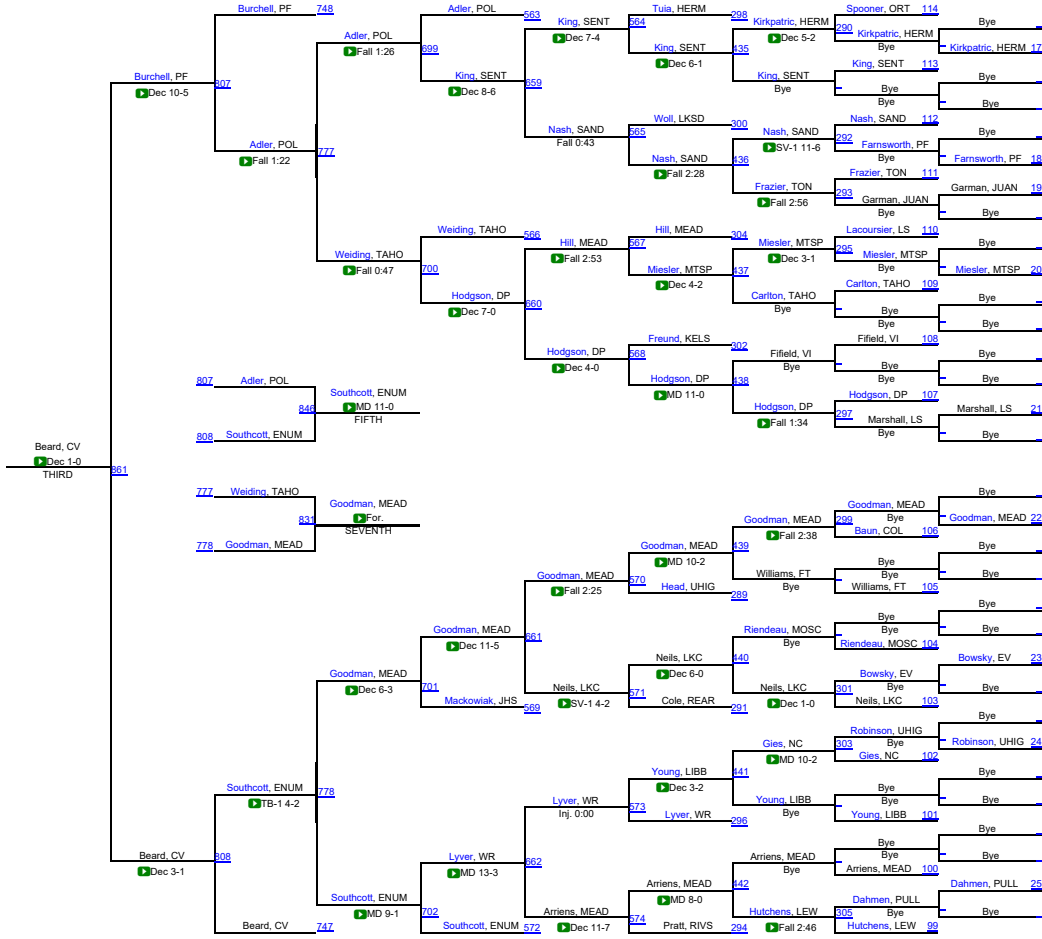 Burchell, PF 748 Adler, POL 563 Tuia, HERM 298 Spooner, ORT 114
King, SENT 564 Kirkpatric, HERM 290 Bye
Dec 7-4 Dec 5-2 Kirkpatric, HERM
Adler, POL 699 Bye Kirkpatric, HERM 17
Fall 1:26 King, SENT 435
Dec 6-1 King, SENT 113
Burchell, PF 807 King, SENT 659 King, SENT Bye
Dec 10-5 Dec 8-6 Bye Bye Bye
Bye
Woll, LKSD 300 Nash, SAND 112
Nash, SAND 565 Nash, SAND 292 Bye
Fall 0:43 SV-1 11-6 Farnsworth, PF
Adler, POL 777 Nash, SAND 436 Bye Farnsworth, PF 18
Fall 1:22 Fall 2:28 Frazier, TON 111
Frazier, TON 293 Garman, JUAN 19
Fall 2:56 Garman, JUAN
Bye Bye
Weiding, TAHO 566 Hill, MEAD 304 Lacoursier, LS 110
Hill, MEAD 567 Miesler, MTSP 295 Bye
Fall 2:53 Dec 3-1 Miesler, MTSP
Weiding, TAHO 700 Bye Miesler, MTSP 20
Fall 0:47 Miesler, MTSP 437
Dec 4-2 Carlton, TAHO 109
Hodgson, DP 660 Carlton, TAHO Bye
Dec 7-0 Bye Bye Bye
Bye
Freund, KELS 302 Fifield, VI 108
Hodgson, DP 568 Fifield, VI Bye
Dec 4-0 Bye Bye Bye
Bye
807 Adler, POL Hodgson, DP 438
Southcott, ENUM MD 11-0 Hodgson, DP 107
846 MD 11-0 Hodgson, DP 297 Marshall, LS 21
FIFTH Fall 1:34 Marshall, LS
808 Southcott, ENUM Bye Bye
Beard, CV 861
Dec 1-0
THIRD
777 Weiding, TAHO Bye
Goodman, MEAD Goodman, MEAD
831 For. Goodman, MEAD 299 Bye Goodman, MEAD 22
SEVENTH Fall 2:38 Baun, COL 106
778 Goodman, MEAD Goodman, MEAD 439 Bye
MD 10-2 Bye
Goodman, MEAD 570 Williams, FT Bye Bye
Fall 2:25 Head, UHIG 289 Bye Williams, FT 105
Bye
Goodman, MEAD 661 Riendeau, MOSC Bye
Dec 11-5 Bye Bye Bye
Riendeau, MOSC 104
Goodman, MEAD 701 Neils, LKC 440 Bowsky, EV 23
Dec 6-3 Dec 6-0 Bowsky, EV
Neils, LKC 571 Neils, LKC 301 Bye Bye
Mackowiak, JHS 569 SV-1 4-2 Cole, REAR 291 Dec 1-0 Neils, LKC 103
Bye
Robinson, UHIG
Gies, NC 303 Bye Robinson, UHIG 24
MD 10-2 Gies, NC 102
Young, LIBB 441
Southcott, ENUM 778 Dec 3-2 Bye Bye
TB-1 4-2 Lyver, WR 573 Young, LIBB Bye Bye
Inj. 0:00 Lyver, WR 296 Bye Young, LIBB 101
Bye
Bye
Beard, CV 808 Lyver, WR 662 Arriens, MEAD Bye Bye
Dec 3-1 MD 13-3 Bye Arriens, MEAD 100
Arriens, MEAD 442 Dahmen, PULL 25
Southcott, ENUM 702 MD 8-0 Dahmen, PULL
MD 9-1 Arriens, MEAD 574 Hutchens, LEW 305 Bye Bye
Beard, CV 747 Southcott, ENUM 572 Dec 11-7 Pratt, RIVS 294 Fall 2:46 Hutchens, LEW 99